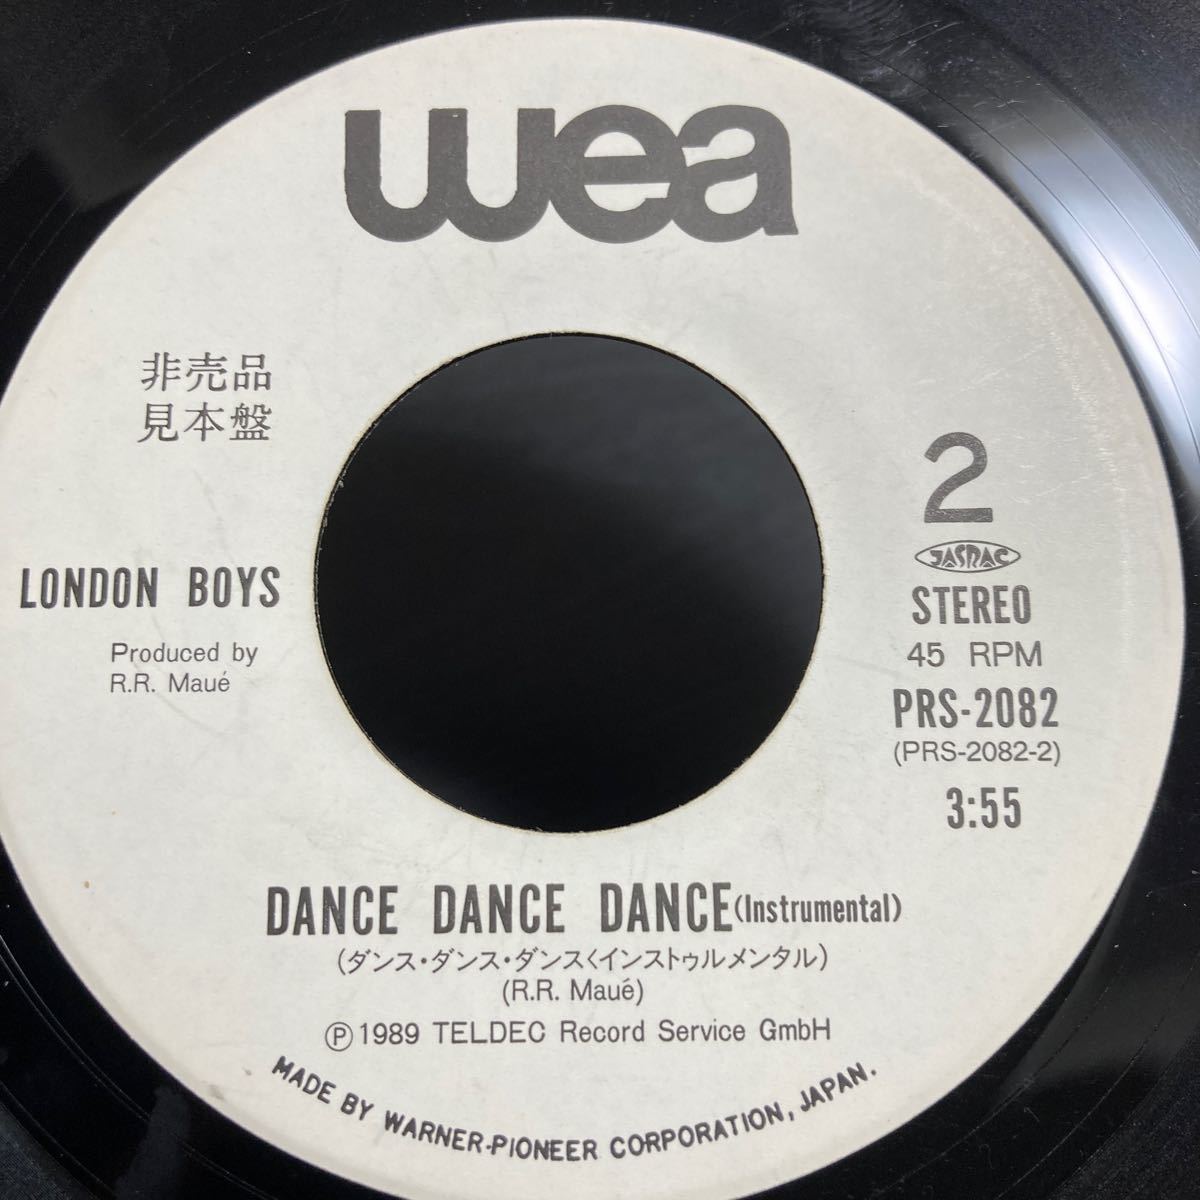 wea
非売品
見本盤
2
JASRAC
LONDON BOYS
STEREO
Produced by
45 RPM
R.R. Maué
PRS-2082
(PRS-2082-2)
3:55
DANCE DANCE DANCE(Instrumental)
(ダンス・ダンス・ダンス<インストゥルメンタル)
(R.R. Maué)
Ⓟ1989 TELDEC Record Service GmbH
MADE BY WARNER-PIONEER CORPORATION, JAPAN.